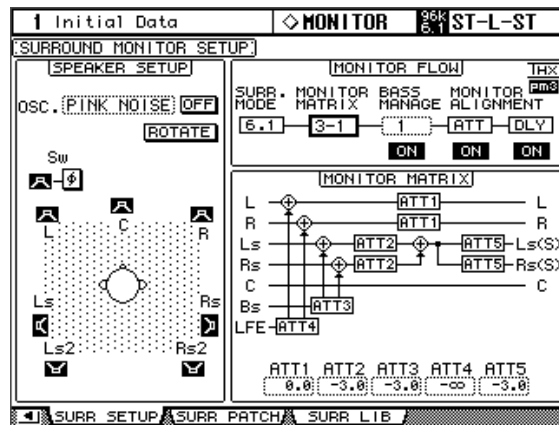 1 Initial Data ◇MONITOR 96k 6.1 ST-L-ST
SURROUND MONITOR SETUP
SPEAKER SETUP
OSC. PINK NOISE OFF
ROTATE
Sw
Φ
L C R
Ls Rs
Ls2 Rs2
MONITOR FLOW THX
pm3
SURR. MODE MONITOR MATRIX BASS MANAGE MONITOR ALIGNMENT
6.1 3-1 1 ATT DLY
ON ON ON
MONITOR MATRIX
L ATT1 L
R ATT1 R
Ls ATT2 ATT5 Ls(S)
Rs ATT2 ATT5 Rs(S)
C C
Bs ATT3
LFE ATT4
ATT1 ATT2 ATT3 ATT4 ATT5
0.0 -3.0 -3.0 -∞ -3.0
SURR SETUP SURR PATCH SURR LIB